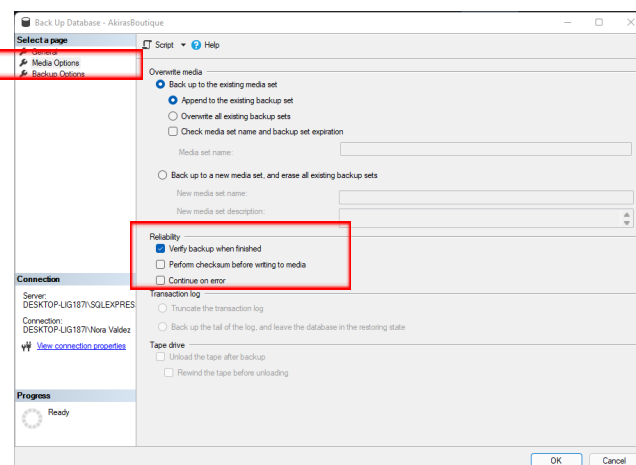 Back Up Database - AkirasBoutique
Select a page
General
Media Options
Backup Options
Script
Help
Overwrite media
Back up to the existing media set
Append to the existing backup set
Overwrite all existing backup sets
Check media set name and backup set expiration
Media set name:
Back up to a new media set, and erase all existing backup sets
New media set name:
New media set description:
Reliability
Verify backup when finished
Perform checksum before writing to media
Continue on error
Transaction log
Truncate the transaction log
Back up the tail of the log, and leave the database in the restoring state
Tape drive
Unload the tape after backup
Rewind the tape before unloading
Connection
Server:
DESKTOP-LIG187I\SQLEXPRES
Connection:
DESKTOP-LIG187I\Nora Valdez
View connection properties
Progress
Ready
OK
Cancel